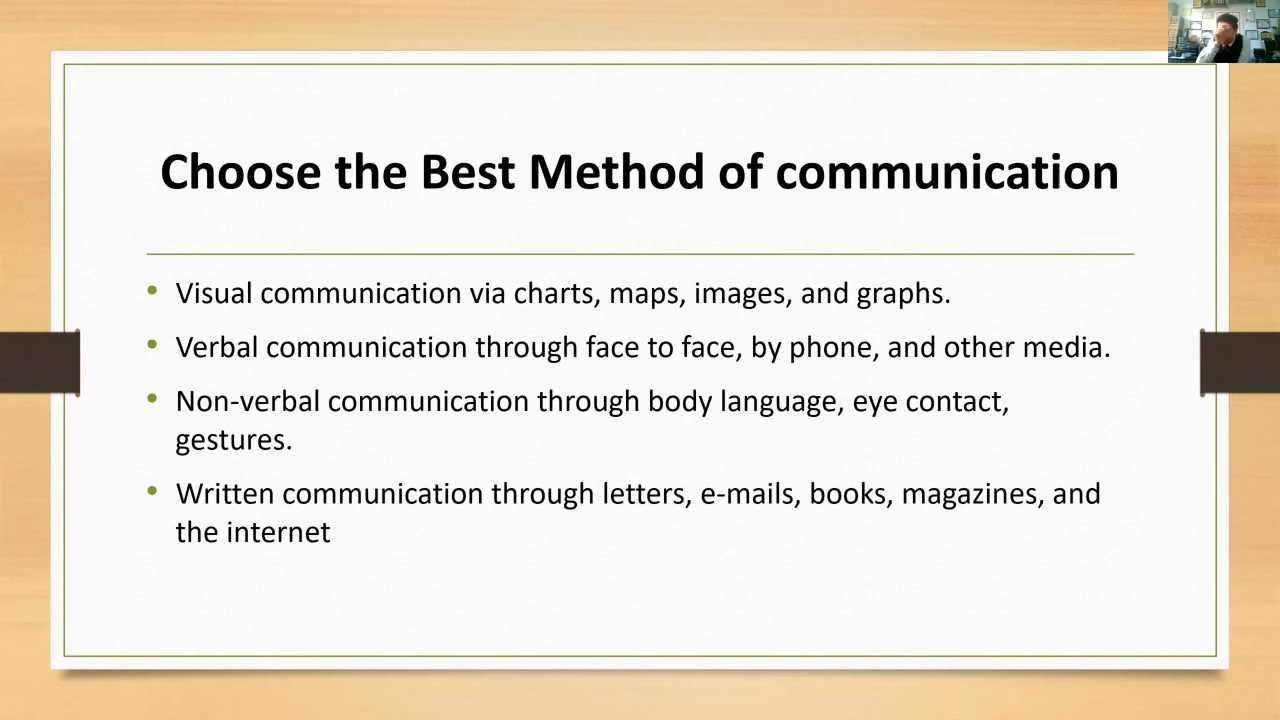 Choose the Best Method of communication
• Visual communication via charts, maps, images, and graphs.
• Verbal communication through face to face, by phone, and other media.
• Non-verbal communication through body language, eye contact,
gestures.
• Written communication through letters, e-mails, books, magazines, and
the internet